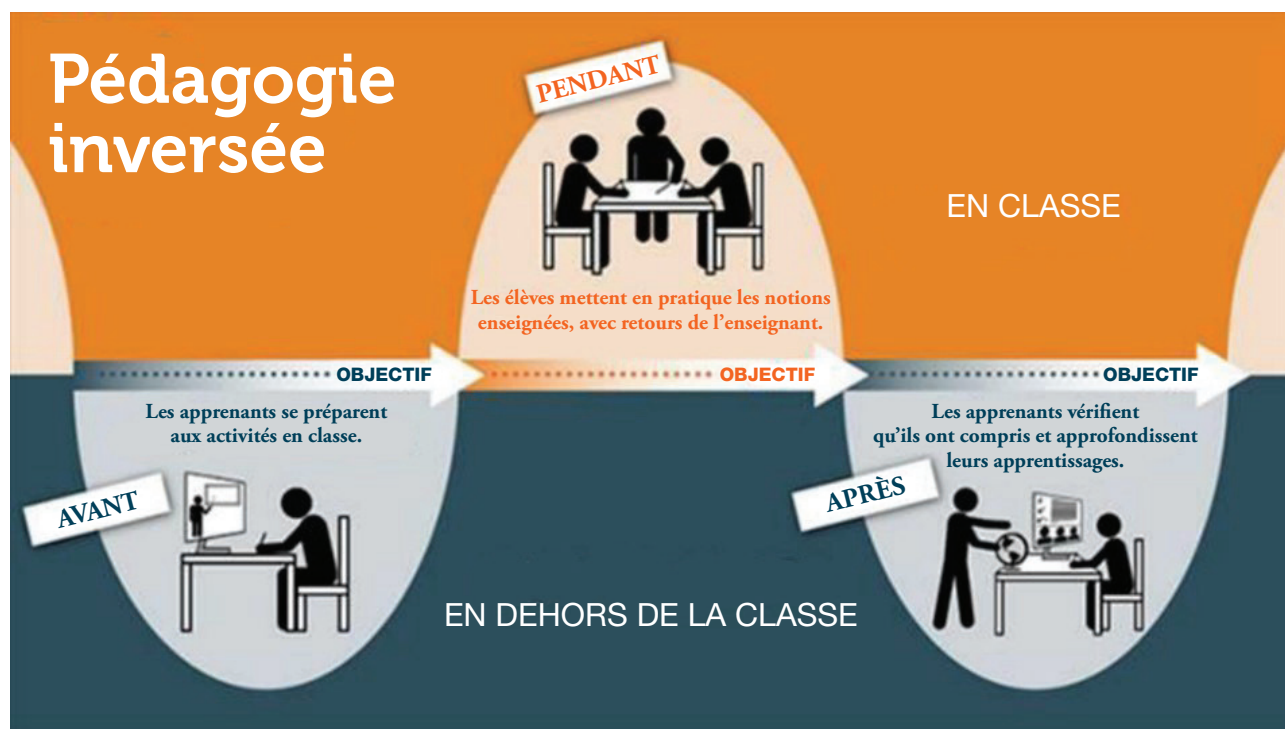 Pédagogie
inversée
PENDANT
EN CLASSE
Les élèves mettent en pratique les notions
enseignées, avec retours de l’enseignant.
OBJECTIF
OBJECTIF
OBJECTIF
Les apprenants se préparent
aux activités en classe.
AVANT
Les apprenants vérifient
qu’ils ont compris et approfondissent
leurs apprentissages.
APRÈS
EN DEHORS DE LA CLASSE